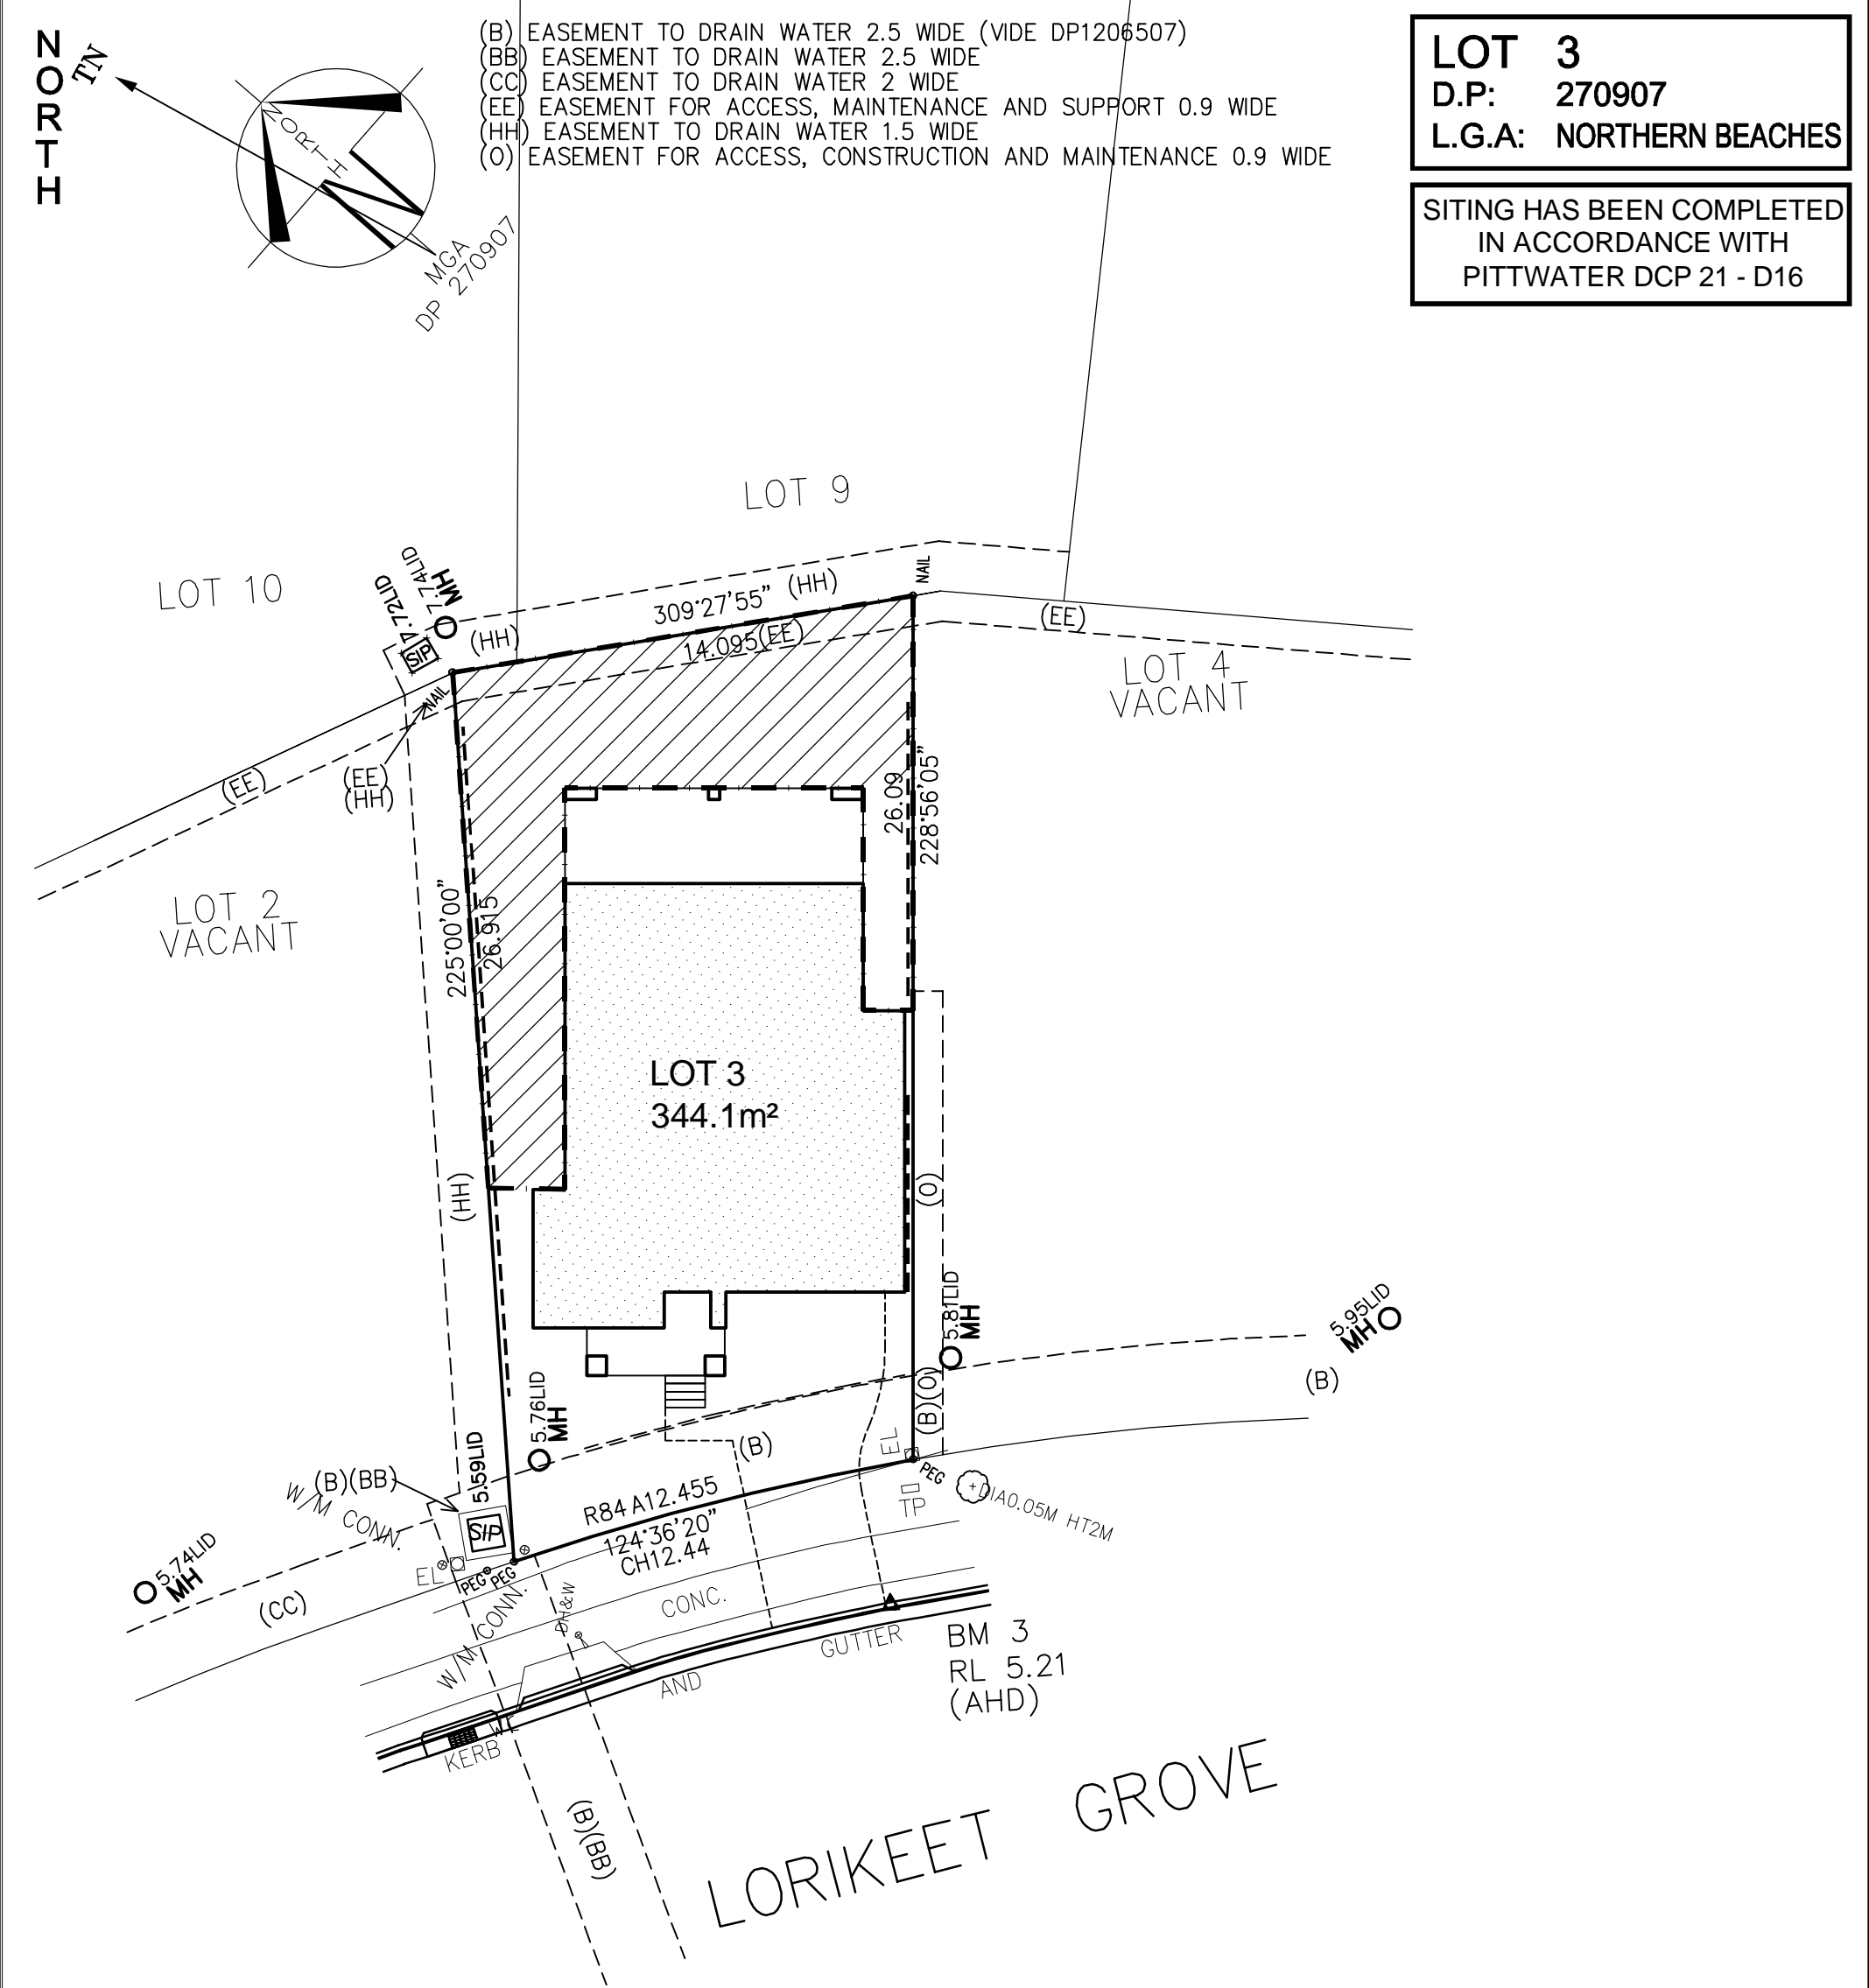 NORTH
TN
NORTH
MGA
DP 270907
(B) EASEMENT TO DRAIN WATER 2.5 WIDE (VIDE DP1206507)
(BB) EASEMENT TO DRAIN WATER 2.5 WIDE
(CC) EASEMENT TO DRAIN WATER 2 WIDE
(EE) EASEMENT FOR ACCESS, MAINTENANCE AND SUPPORT 0.9 WIDE
(HH) EASEMENT TO DRAIN WATER 1.5 WIDE
(O) EASEMENT FOR ACCESS, CONSTRUCTION AND MAINTENANCE 0.9 WIDE
LOT 3
D.P: 270907
L.G.A: NORTHERN BEACHES
SITING HAS BEEN COMPLETED
IN ACCORDANCE WITH
PITTWATER DCP 21 - D16
LOT 9
LOT 10
7.74LID
MH
7.72LID
SIP
(HH)
309°27'55" (HH)
14.095(EE)
NAIL
(EE)
LOT 4
VACANT
NAIL
(EE)
(EE)
(HH)
26.09
228°56'05"
LOT 2
VACANT
225°00'00"
26.915
LOT 3
344.1m²
(HH)
(O)
5.81LID
MH
5.95LID
MH
(B)
(B)(O)
5.76LID
MH
(B)
EL
PEG
TP
DIA0.05M HT2M
5.59LID
(B)(BB)
W/M CONN.
SIP
R84 A12.455
124°36'20"
CH12.44
5.74LID
MH
EL
PEG
PEG
(CC)
W/M CONN.
DH&W
CONC.
KERB
AND
GUTTER
BM 3
RL 5.21
(AHD)
(B)(BB)
LORIKEET GROVE